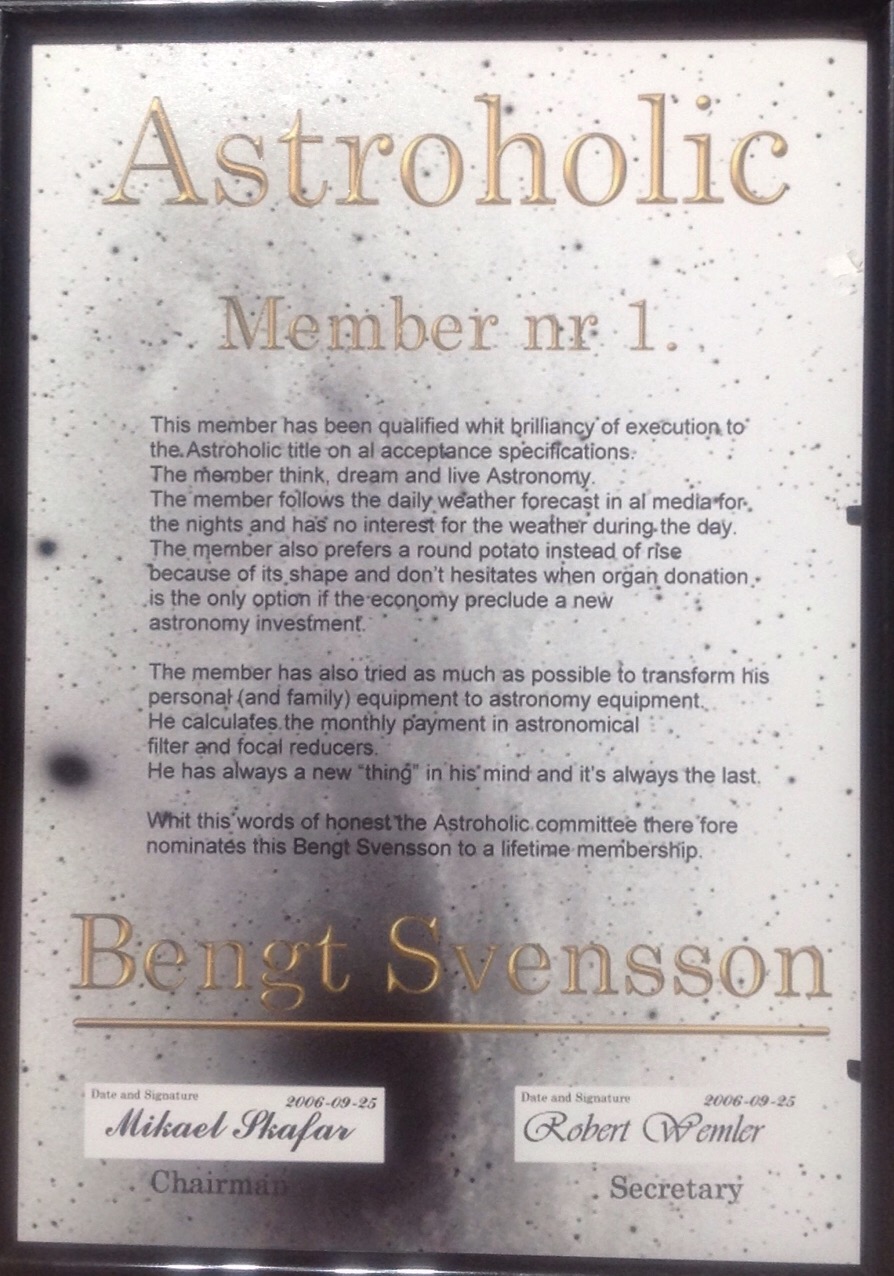 Astroholic
Member nr 1.
This member has been qualified whit brilliancy of execution to
the Astroholic title on al acceptance specifications.
The member think, dream and live Astronomy.
The member follows the daily weather forecast in al media for
the nights and has no interest for the weather during the day.
The member also prefers a round potato instead of rise
because of its shape and don't hesitates when organ donation
is the only option if the economy preclude a new
astronomy investment.
The member has also tried as much as possible to transform his
personal (and family) equipment to astronomy equipment.
He calculates the monthly payment in astronomical
filter and focal reducers.
He has always a new "thing" in his mind and it's always the last.
Whit this words of honest the Astroholic committee there fore
nominates this Bengt Svensson to a lifetime membership.
Bengt Svensson
Date and Signature 2006-09-25
Mikael Skafar
Chairman
Date and Signature 2006-09-25
Robert Wemler
Secretary